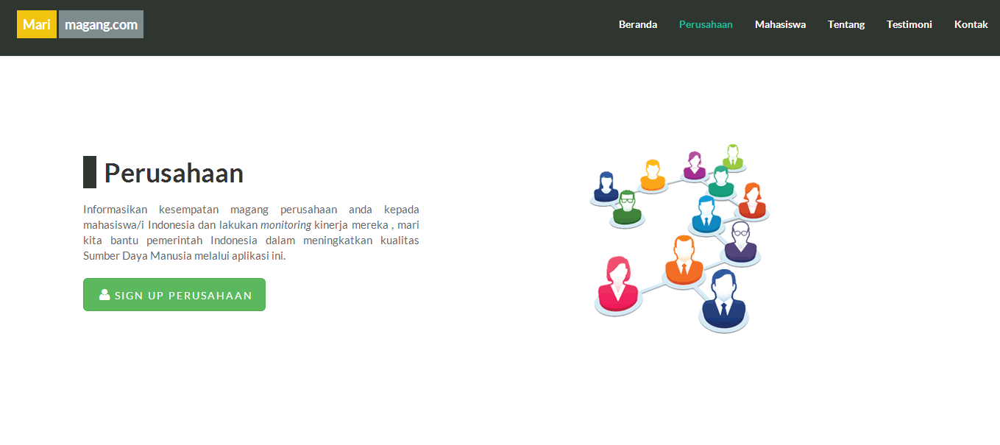 Mari magang.com
Beranda Perusahaan Mahasiswa Tentang Testimoni Kontak
Perusahaan
Informasikan kesempatan magang perusahaan anda kepada
mahasiswa/i Indonesia dan lakukan monitoring kinerja mereka , mari
kita bantu pemerintah Indonesia dalam meningkatkan kualitas
Sumber Daya Manusia melalui aplikasi ini.
SIGN UP PERUSAHAAN